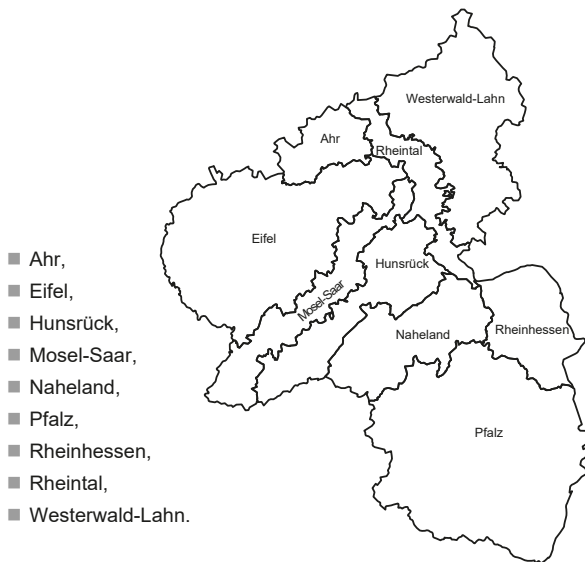 Westerwald-Lahn
Ahr
Rheintal
Eifel
Hunsrück
Mosel-Saar
Naheland
Rheinhessen
Pfalz
Ahr,
Eifel,
Hunsrück,
Mosel-Saar,
Naheland,
Pfalz,
Rheinhessen,
Rheintal,
Westerwald-Lahn.